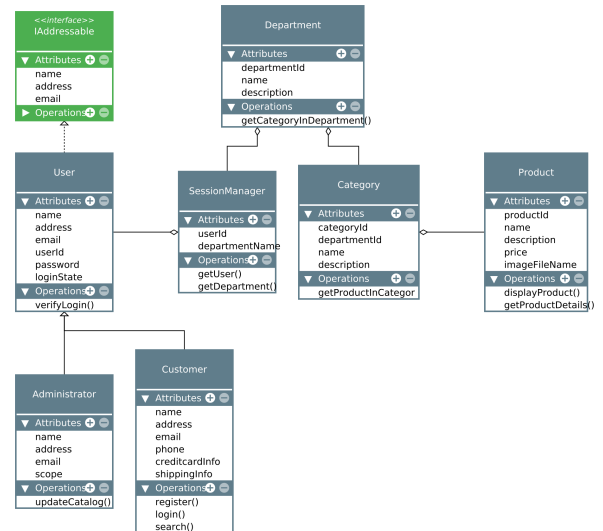 <<interface>>
IAddressable
Attributes
name
address
email
Operations
Department
Attributes
departmentId
name
description
Operations
getCategoryInDepartment()
User
Attributes
name
address
email
userId
password
loginState
Operations
verifyLogin()
SessionManager
Attributes
userId
departmentName
Operations
getUser()
getDepartment()
Category
Attributes
categoryId
departmentId
name
description
Operations
getProductInCategor
Product
Attributes
productId
name
description
price
imageFileName
Operations
displayProduct()
getProductDetails()
Administrator
Attributes
name
address
email
scope
Operations
updateCatalog()
Customer
Attributes
name
address
email
phone
creditcardInfo
shippingInfo
Operations
register()
login()
search()